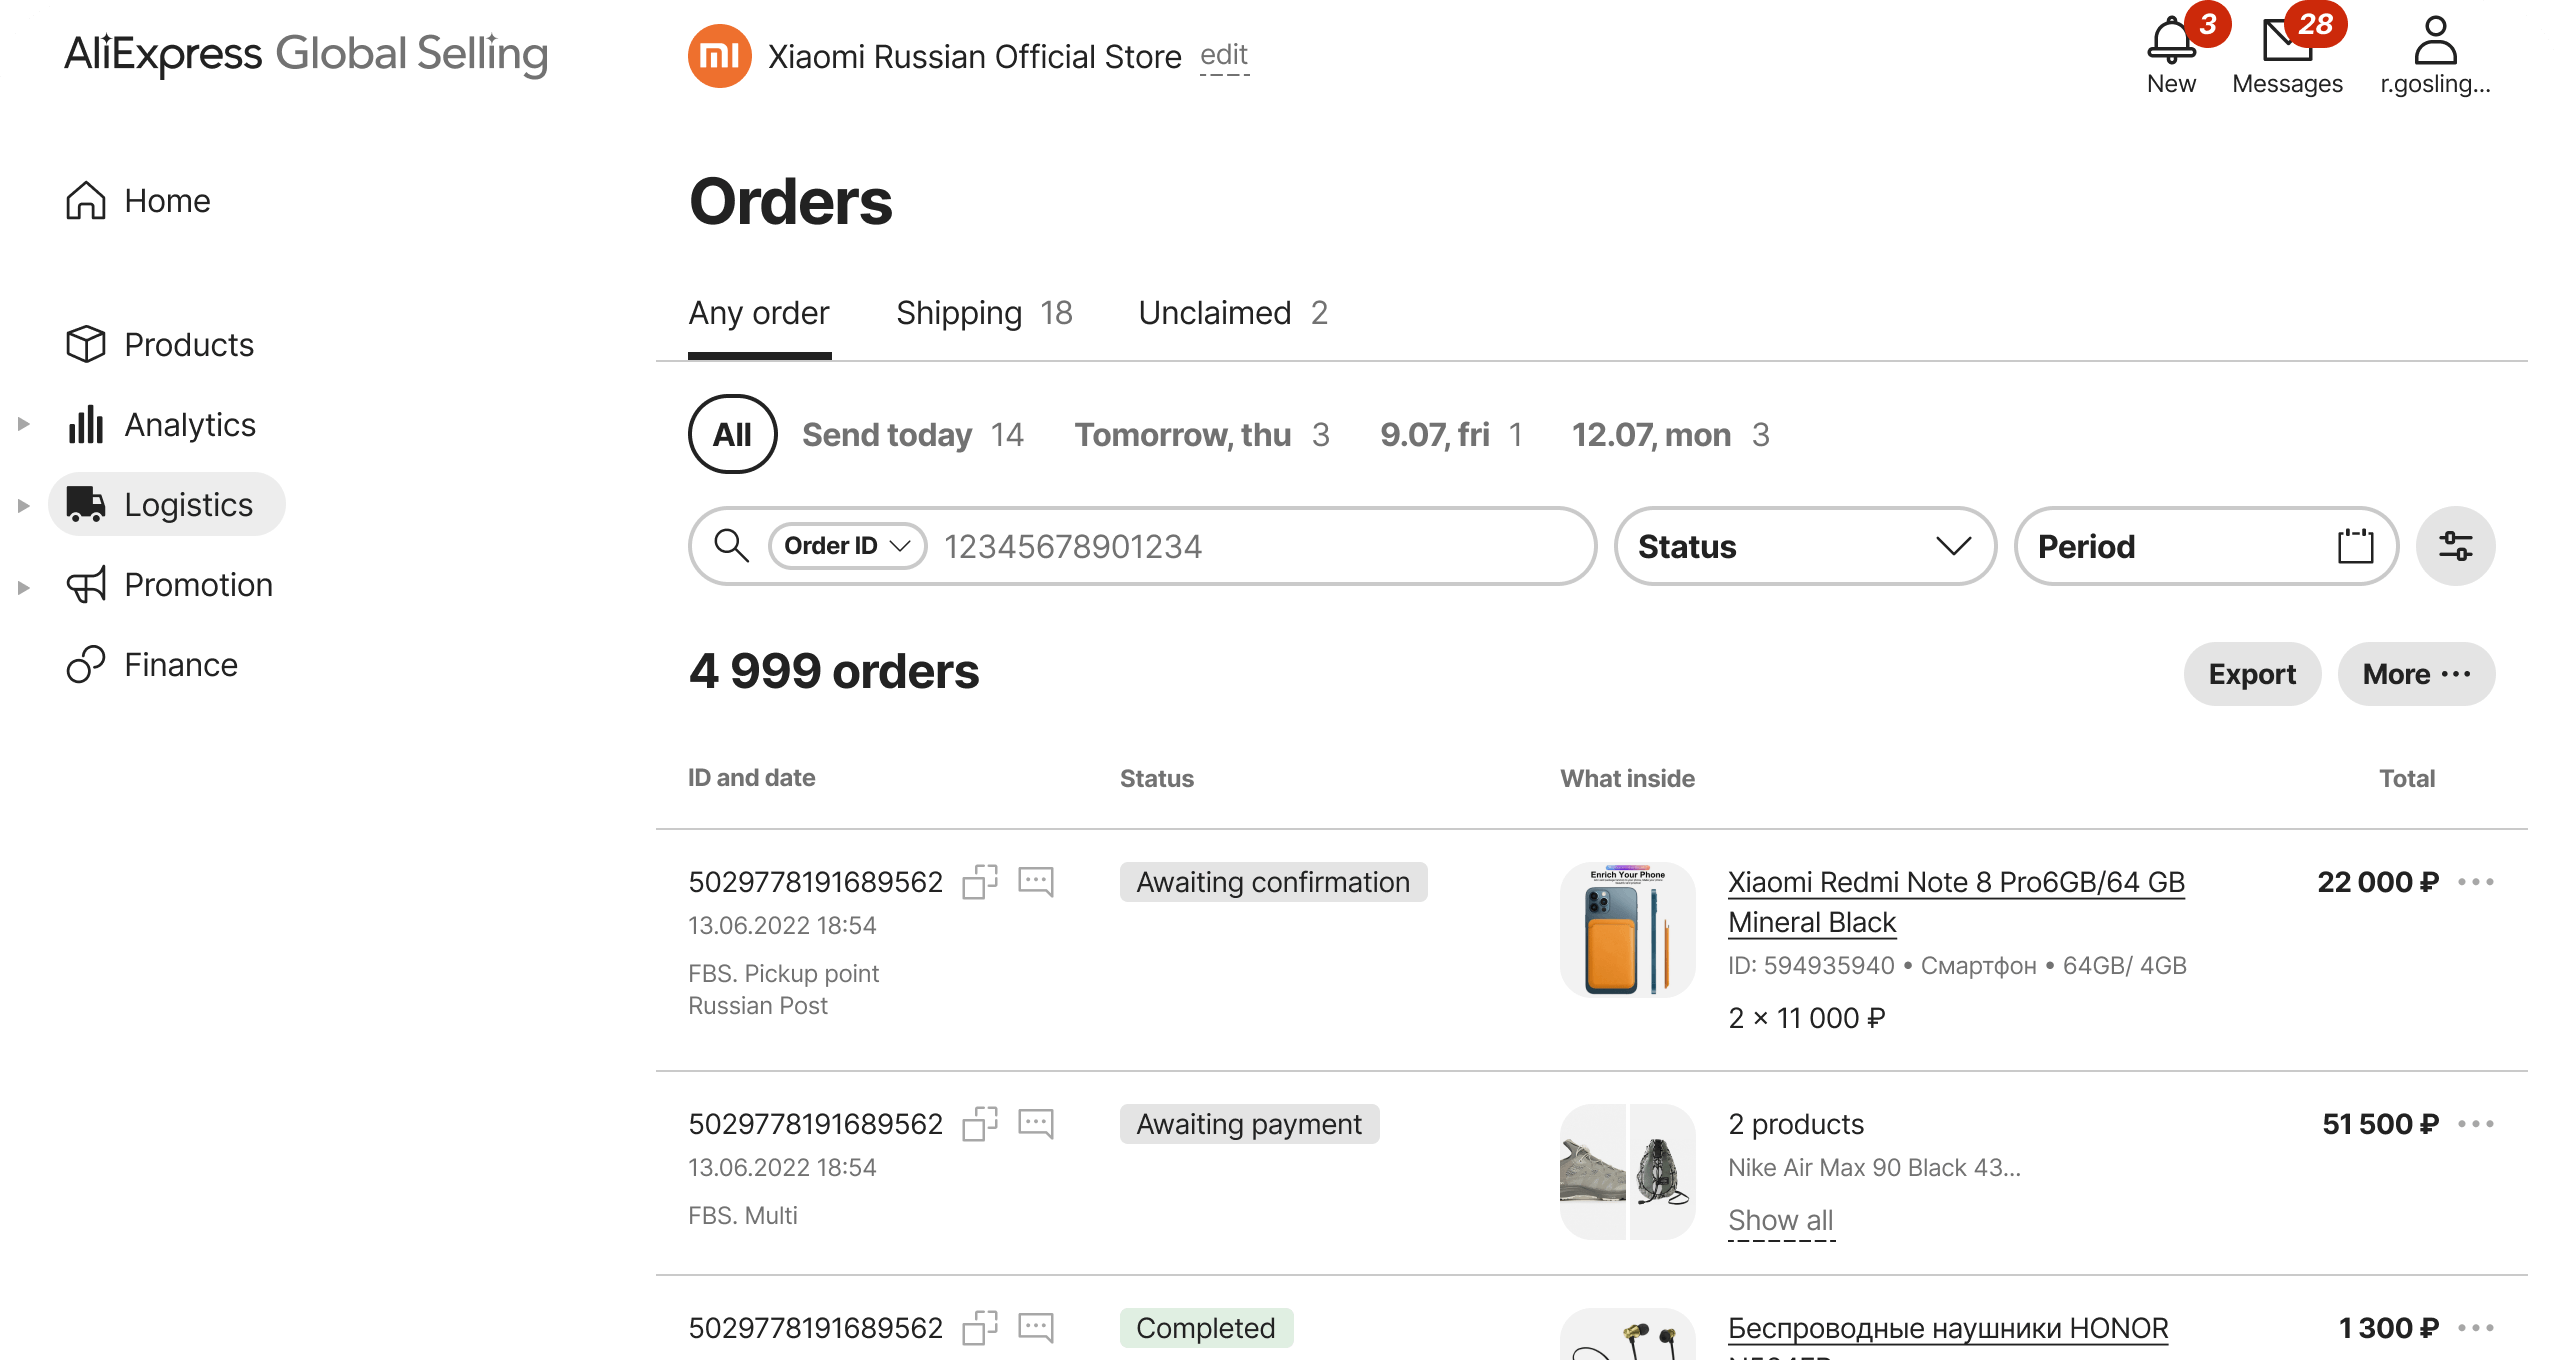 AliExpress Global Selling
Xiaomi Russian Official Store edit
3
28
New
Messages
r.gosling...
Home
Products
Analytics
Logistics
Promotion
Finance
Orders
Any order
Shipping 18
Unclaimed 2
All
Send today 14
Tomorrow, thu 3
9.07, fri 1
12.07, mon 3
Order ID 12345678901234
Status
Period
4 999 orders
Export
More ...
ID and date
Status
What inside
Total
5029778191689562
13.06.2022 18:54
FBS. Pickup point
Russian Post
Awaiting confirmation
Enrich Your Phone
Xiaomi Redmi Note 8 Pro6GB/64 GB
Mineral Black
ID: 594935940 • Смартфон • 64GB/ 4GB
2 × 11 000 ₽
22 000 ₽
5029778191689562
13.06.2022 18:54
FBS. Multi
Awaiting payment
2 products
Nike Air Max 90 Black 43...
Show all
51 500 ₽
5029778191689562
Completed
Беспроводные наушники HONOR
1 300 ₽